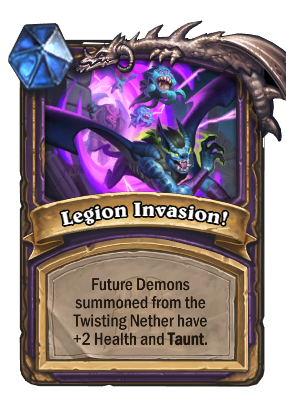 Legion Invasion!
Future Demons
summoned from the
Twisting Nether have
+2 Health and Taunt.